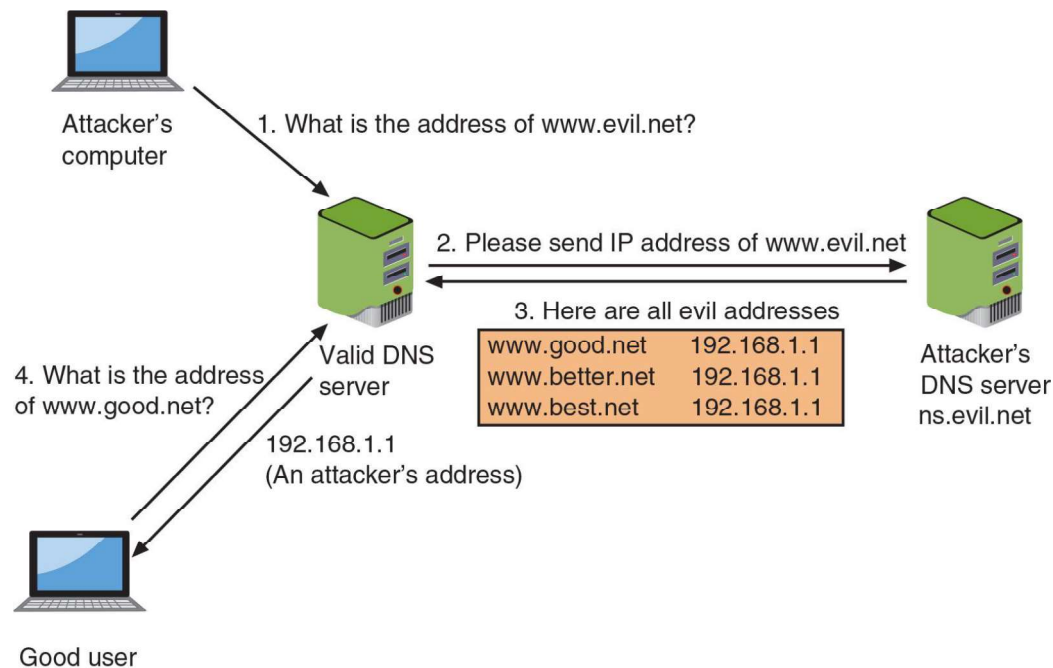 Attacker's
computer
1. What is the address of www.evil.net?
2. Please send IP address of www.evil.net
3. Here are all evil addresses
www.good.net 192.168.1.1
www.better.net 192.168.1.1
www.best.net 192.168.1.1
Valid DNS
server
Attacker's
DNS server
ns.evil.net
4. What is the address
of www.good.net?
192.168.1.1
(An attacker's address)
Good user